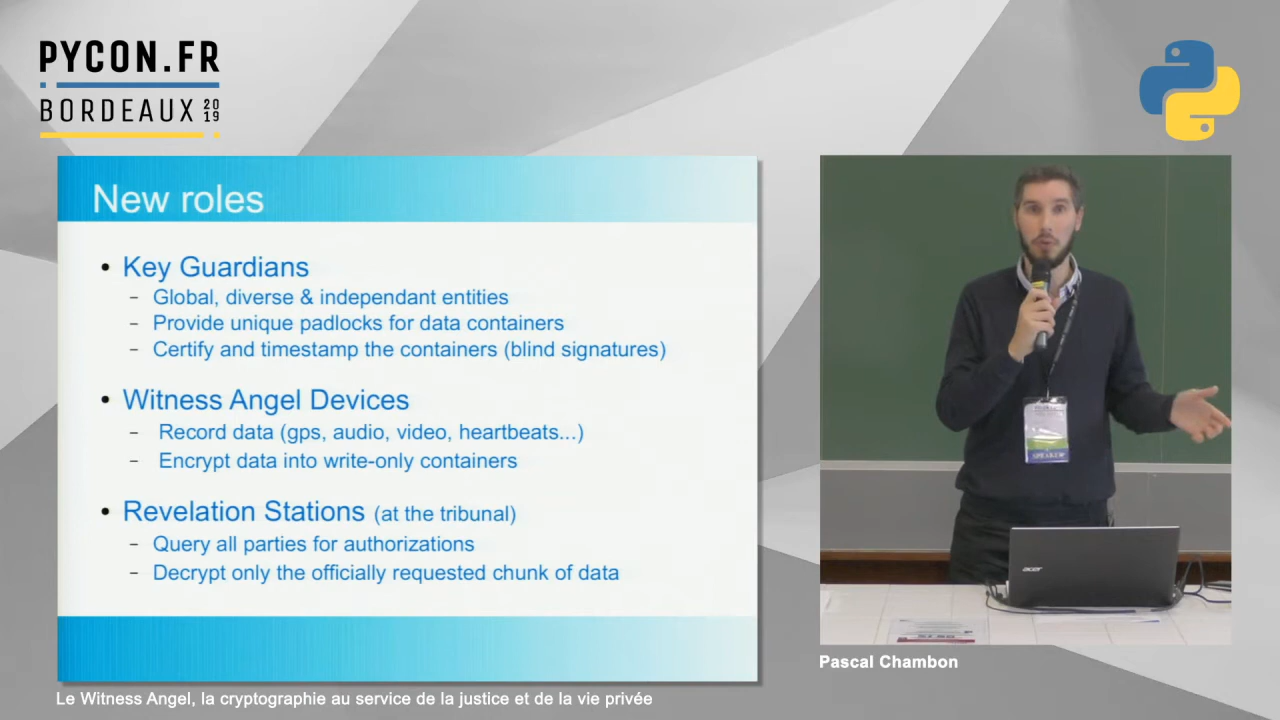 PYCON.FR
BORDEAUX 2019
New roles
• Key Guardians
– Global, diverse & independant entities
– Provide unique padlocks for data containers
– Certify and timestamp the containers (blind signatures)
• Witness Angel Devices
– Record data (gps, audio, video, heartbeats...)
– Encrypt data into write-only containers
• Revelation Stations (at the tribunal)
– Query all parties for authorizations
– Decrypt only the officially requested chunk of data
SPEAKER
acer
Pascal Chambon
Le Witness Angel, la cryptographie au service de la justice et de la vie privée